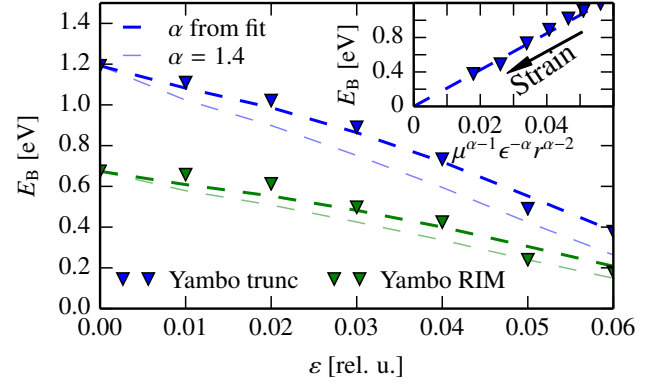 α from fit
α = 1.4
E_B [eV]
1.4
1.2
1.0
0.8
0.6
0.4
0.2
0.0
Yambo trunc
Yambo RIM
0.00
0.01
0.02
0.03
0.04
0.05
0.06
ε [rel. u.]
E_B [eV]
0.8
0.4
0
Strain
0
0.02
0.04
μ^{α−1} ϵ^{−α} r^{α−2}